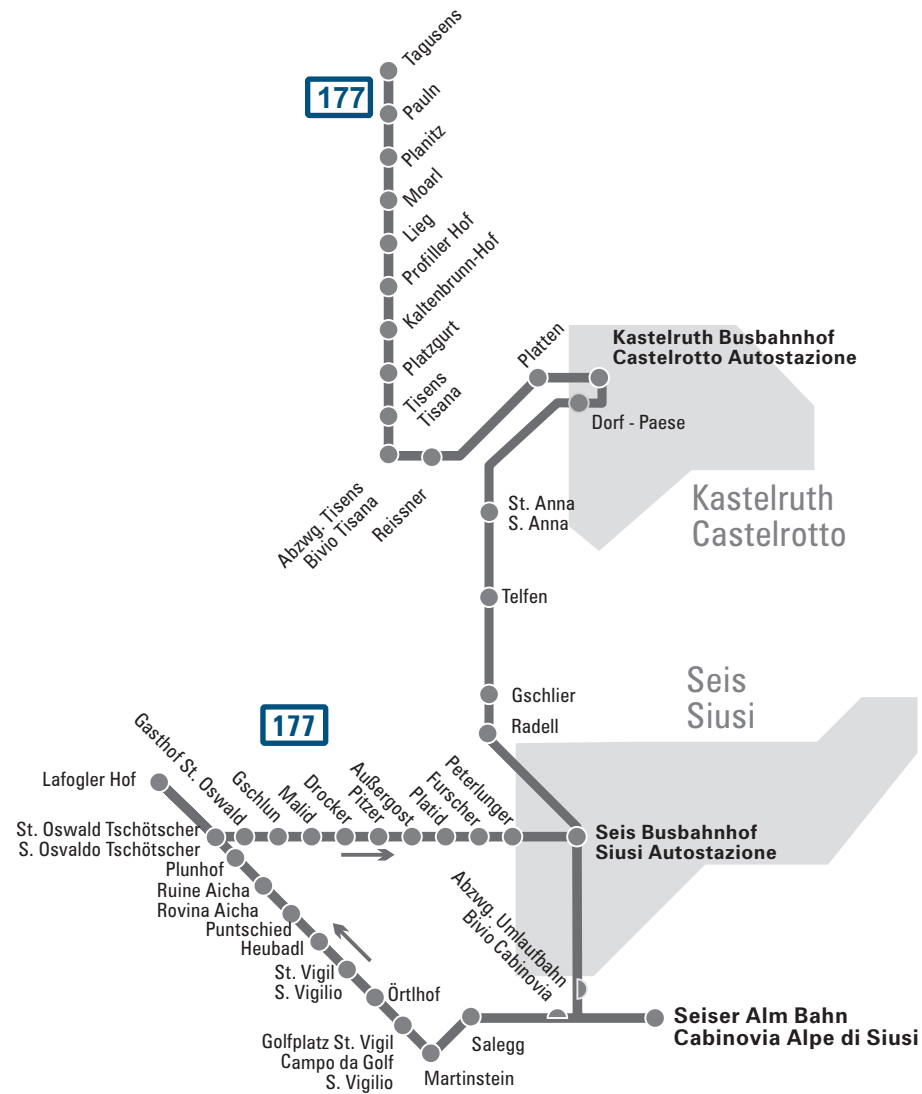 Tagusens
177
Pauln
Planitz
Moarl
Lieg
Profiller Hof
Kaltenbrunn-Hof
Platzgurt
Tisens
Tisana
Abzwg. Tisens
Bivio Tisana
Reissner
Platten
Kastelruth Busbahnhof
Castelrotto Autostazione
Dorf - Paese
Kastelruth
Castelrotto
St. Anna
S. Anna
Telfen
Gschlier
Radell
Seis
Siusi
177
Lafogler Hof
Gasthof St. Oswald
Gschlun
Malid
Drocker
Außergost
Pitzer
Platid
Furscher
Peterlunger
St. Oswald Tschötscher
S. Osvaldo Tschötscher
Seis Busbahnhof
Siusi Autostazione
Plunhof
Ruine Aicha
Rovina Aicha
Puntschied
Heubadl
St. Vigil
S. Vigilio
Örtlhof
Golfplatz St. Vigil
Campo da Golf
S. Vigilio
Martinstein
Salegg
Abzwg. Umlaufbahn
Bivio Cabinovia
Seiser Alm Bahn
Cabinovia Alpe di Siusi